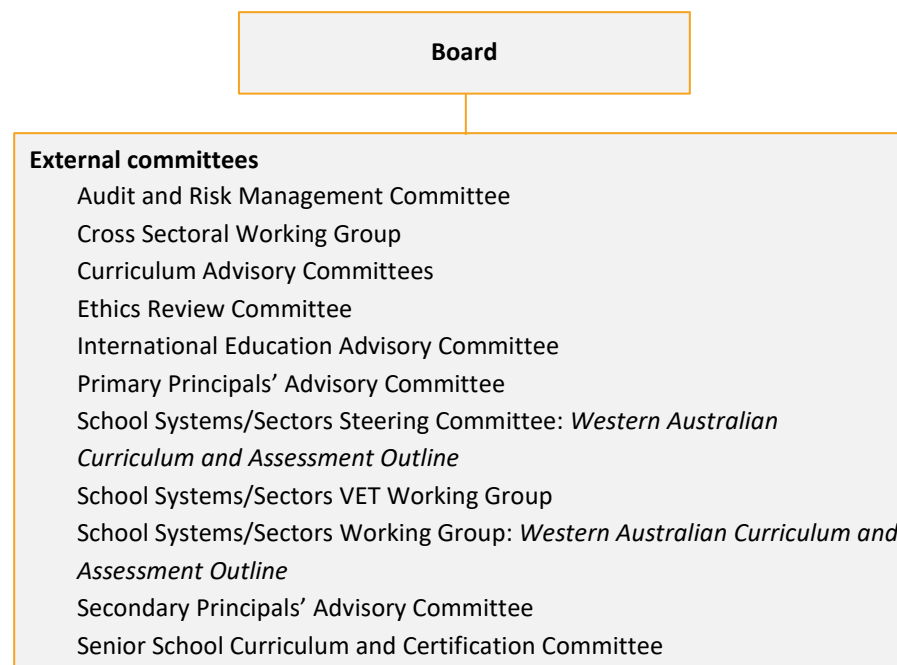 Board
External committees
Audit and Risk Management Committee
Cross Sectoral Working Group
Curriculum Advisory Committees
Ethics Review Committee
International Education Advisory Committee
Primary Principals’ Advisory Committee
School Systems/Sectors Steering Committee: Western Australian
Curriculum and Assessment Outline
School Systems/Sectors VET Working Group
School Systems/Sectors Working Group: Western Australian Curriculum and
Assessment Outline
Secondary Principals’ Advisory Committee
Senior School Curriculum and Certification Committee